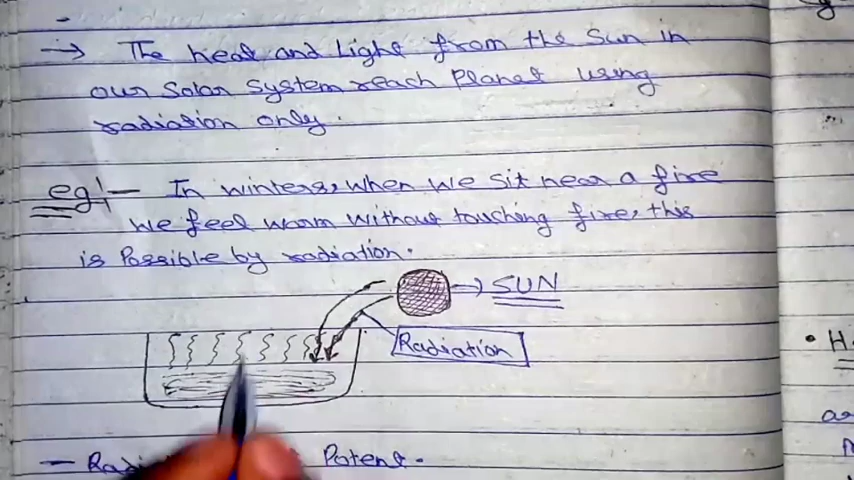 → The heat and Light from the Sun in
our Solar System reach Planet using
radiation only.
eg!— In winters, when we sit near a fire
we feel warm without touching fire, this
is Possible by radiation.
→ SUN
Radiation
— Potent.
• H